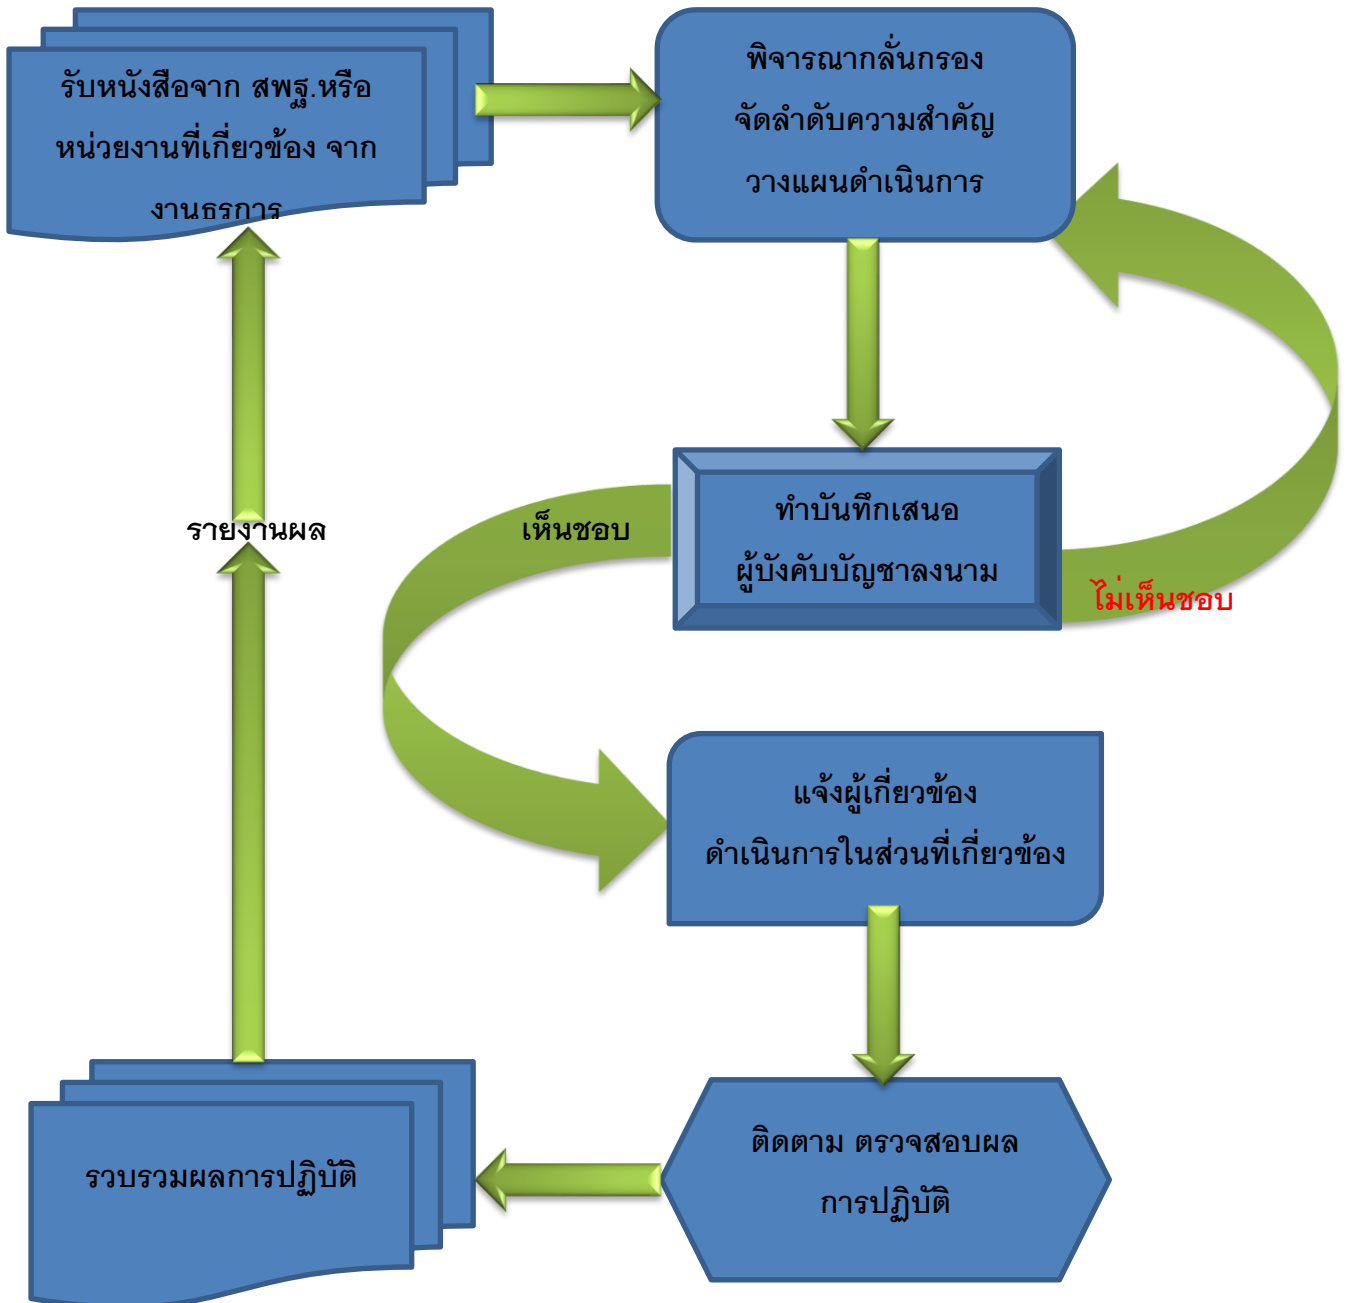 รับหนังสือจาก สพฐ.หรือ
หน่วยงานที่เกี่ยวข้อง จาก
งานธุรการ
พิจารณากลั่นกรอง
จัดลำดับความสำคัญ
วางแผนดำเนินการ
ทำบันทึกเสนอ
ผู้บังคับบัญชาลงนาม
เห็นชอบ
ไม่เห็นชอบ
รายงานผล
แจ้งผู้เกี่ยวข้อง
ดำเนินการในส่วนที่เกี่ยวข้อง
ติดตาม ตรวจสอบผล
การปฏิบัติ
รวบรวมผลการปฏิบัติ